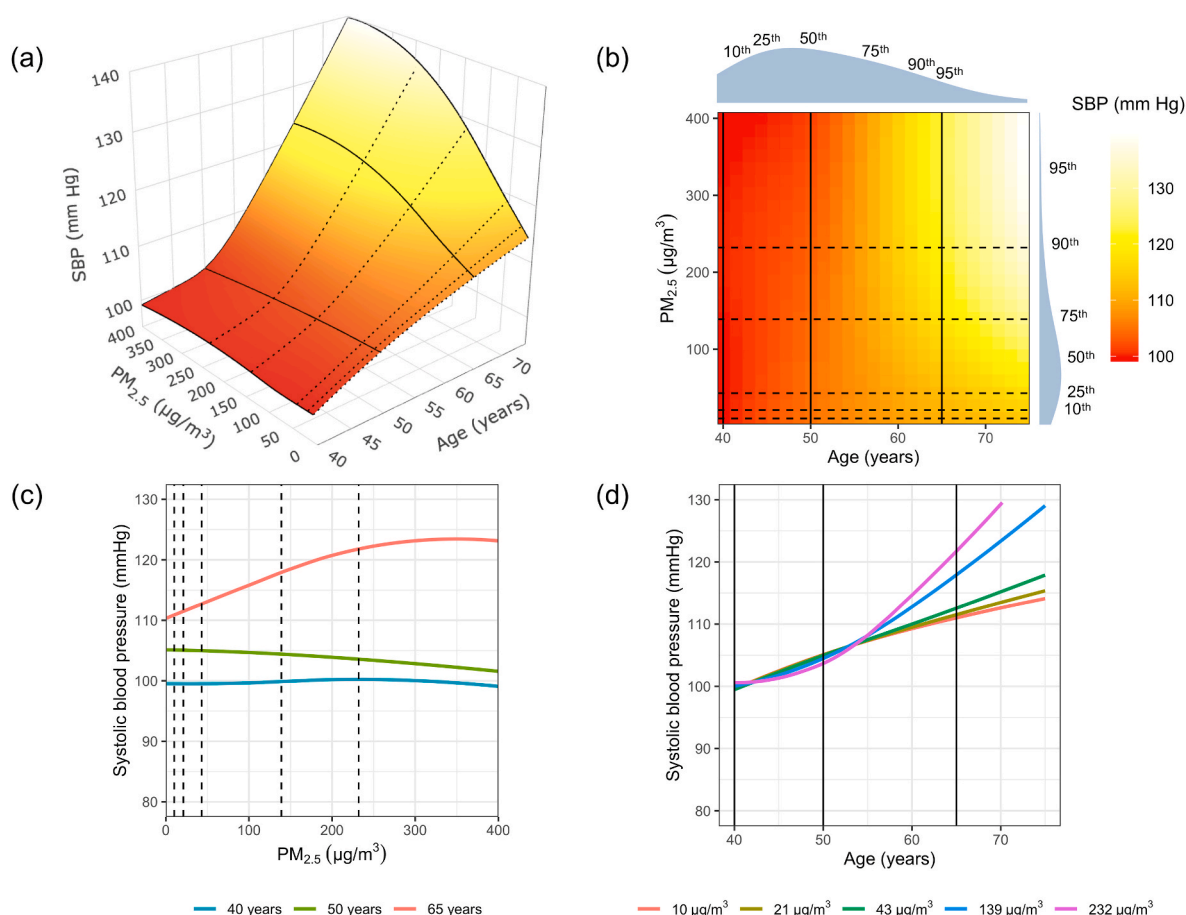 (a)
SBP (mm Hg)
140
130
120
110
100
400
350
300
250
200
150
100
50
0
PM2.5 (μg/m³)
40
45
50
55
60
65
70
Age (years)
(b)
10th 25th 50th 75th 90th 95th
SBP (mm Hg)
130
120
110
100
PM2.5 (μg/m³)
400
300
200
100
95th
90th
75th
50th
25th
10th
40 50 60 70
Age (years)
(c)
Systolic blood pressure (mmHg)
130
120
110
100
90
80
0 100 200 300 400
PM2.5 (μg/m³)
40 years 50 years 65 years
(d)
Systolic blood pressure (mmHg)
130
120
110
100
90
80
40 50 60 70
Age (years)
10 μg/m³ 21 μg/m³ 43 μg/m³ 139 μg/m³ 232 μg/m³